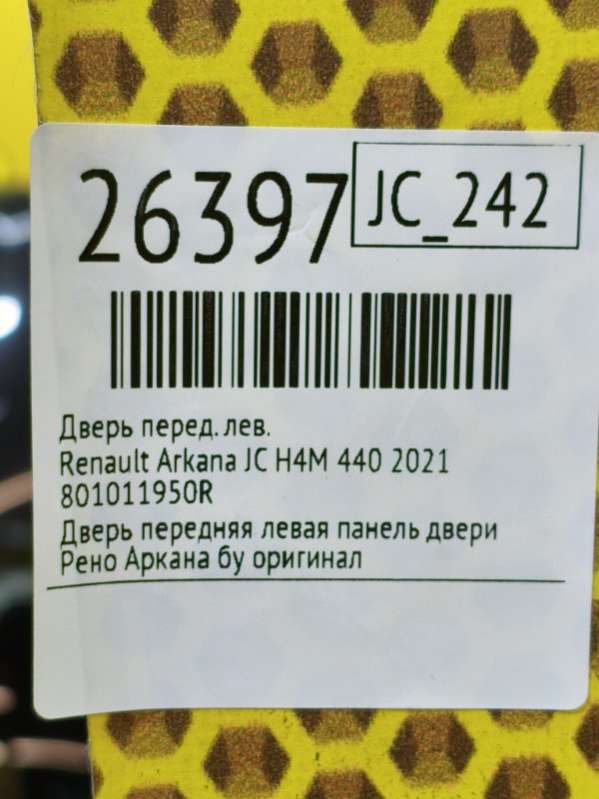 26397
JC_242
Дверь перед. лев.
Renault Arkana JC H4M 440 2021
801011950R
Дверь передняя левая панель двери
Рено Аркана бу оригинал